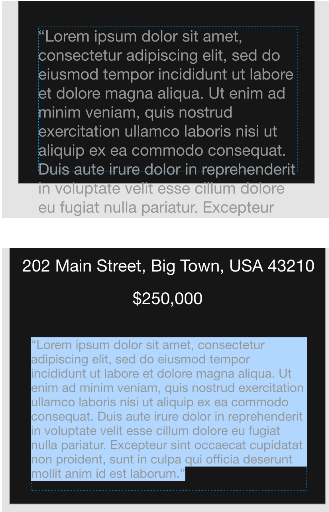 “Lorem ipsum dolor sit amet,
consectetur adipiscing elit, sed do
eiusmod tempor incididunt ut labore
et dolore magna aliqua. Ut enim ad
minim veniam, quis nostrud
exercitation ullamco laboris nisi ut
aliquip ex ea commodo consequat.
Duis aute irure dolor in reprehenderit
in voluptate velit esse cillum dolore
eu fugiat nulla pariatur. Excepteur
202 Main Street, Big Town, USA 43210
$250,000
“Lorem ipsum dolor sit amet, consectetur
adipiscing elit, sed do eiusmod tempor
incididunt ut labore et dolore magna aliqua. Ut
enim ad minim veniam, quis nostrud exercitation
ullamco laboris nisi ut aliquip ex ea commodo
consequat. Duis aute irure dolor in reprehenderit
in voluptate velit esse cillum dolore eu fugiat
nulla pariatur. Excepteur sint occaecat cupidatat
non proident, sunt in culpa qui officia deserunt
mollit anim id est laborum.”